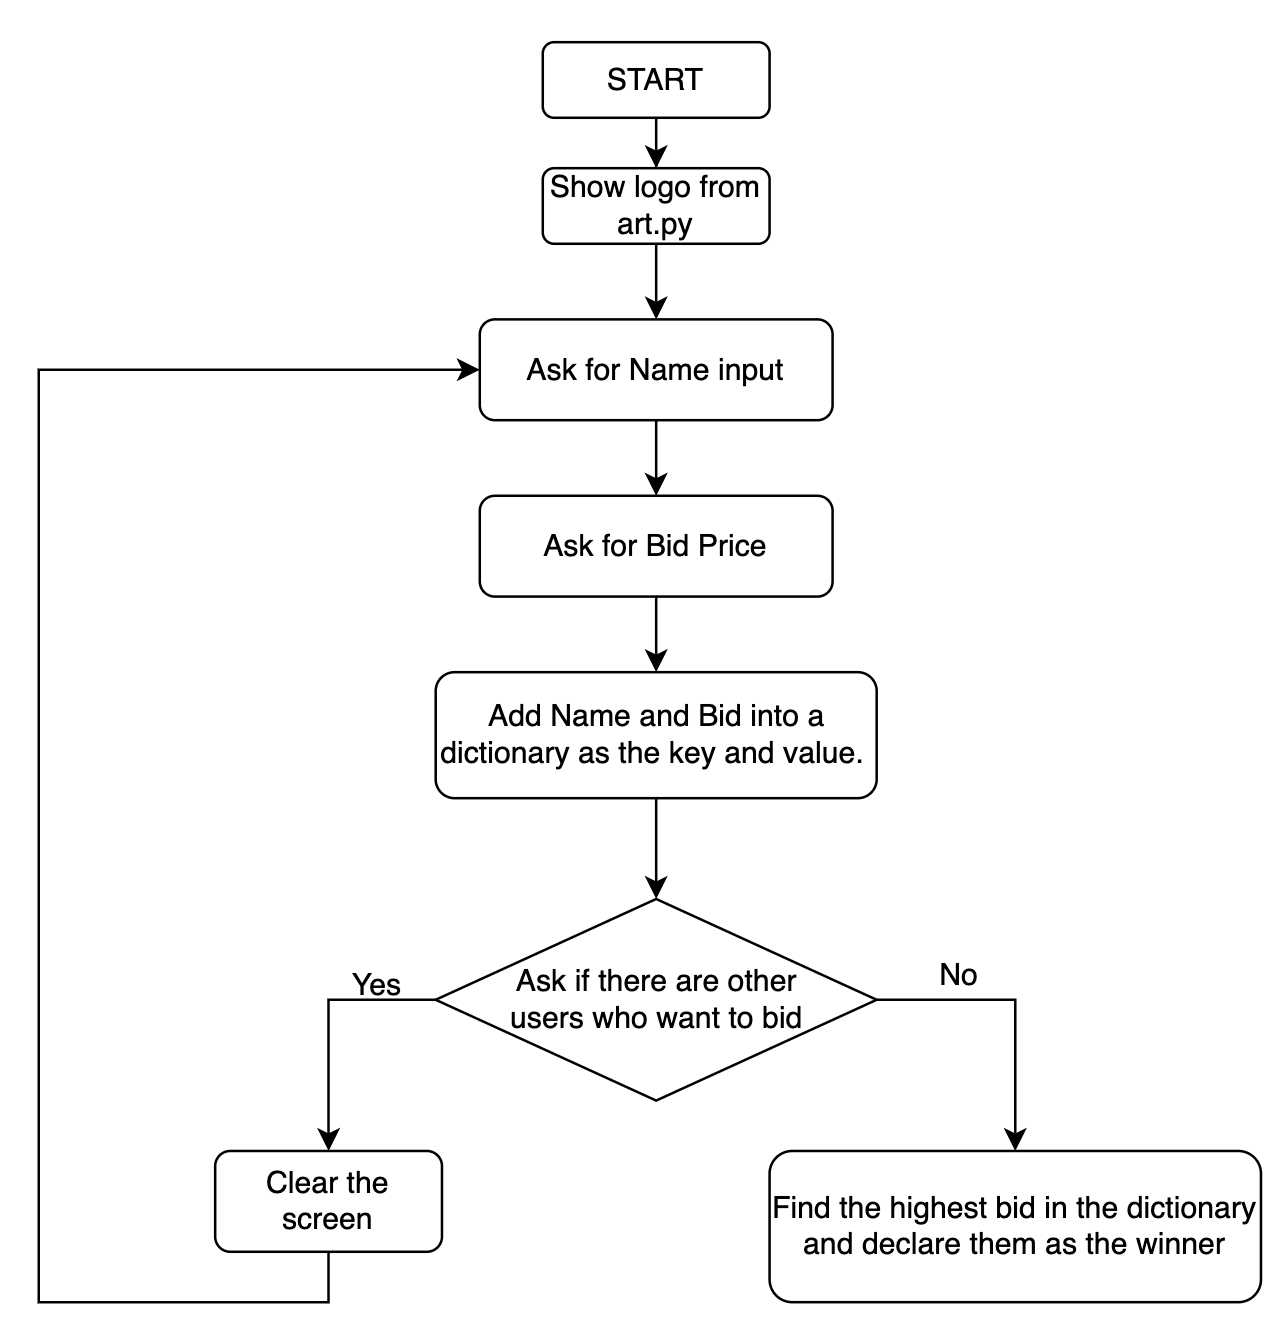 START
Show logo from
art.py
Ask for Name input
Ask for Bid Price
Add Name and Bid into a
dictionary as the key and value.
Ask if there are other
users who want to bid
Yes
No
Clear the
screen
Find the highest bid in the dictionary
and declare them as the winner